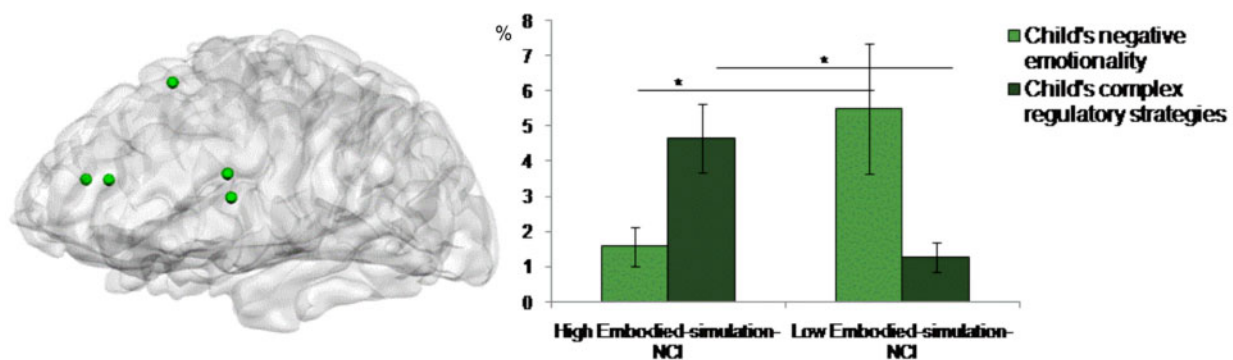 %
8
7
6
5
4
3
2
1
0
*
*
High Embodied-simulation-
NCI
Low Embodied-simulation-
NCI
Child's negative
emotionality
Child's complex
regulatory strategies